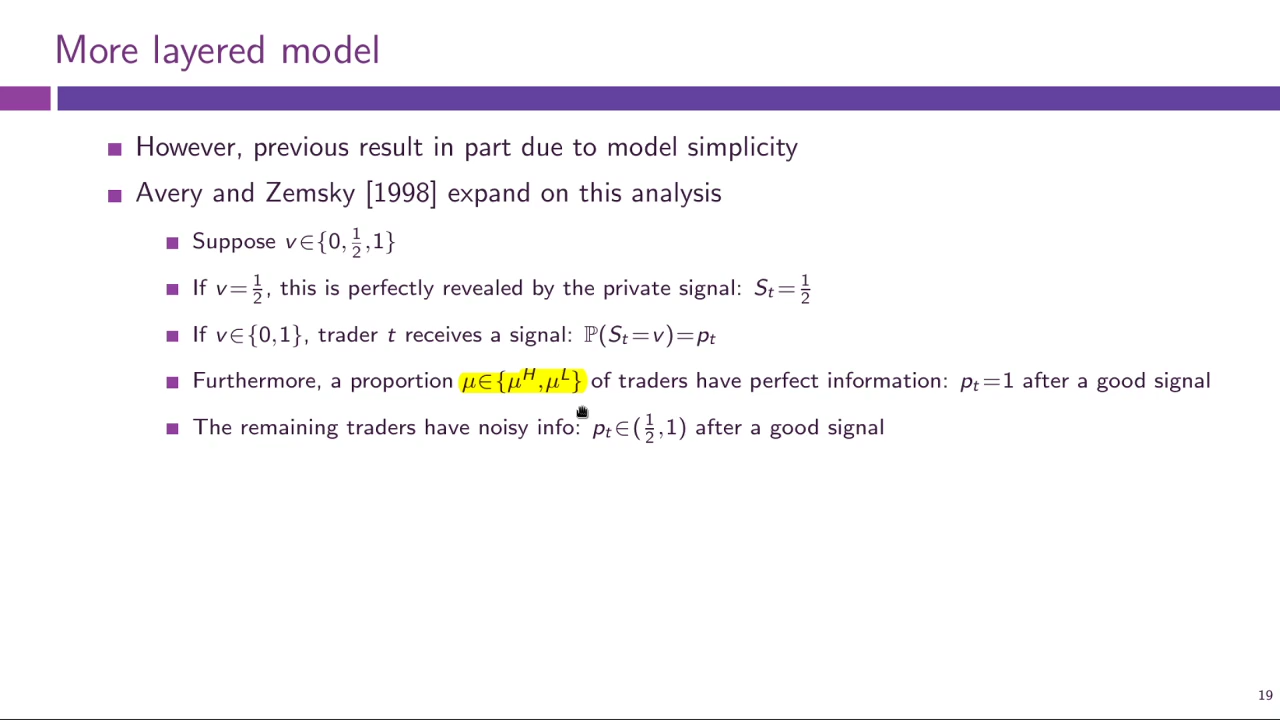 More layered model
However, previous result in part due to model simplicity
Avery and Zemsky [1998] expand on this analysis
Suppose v∈{0,1/2,1}
If v=1/2, this is perfectly revealed by the private signal: S_t=1/2
If v∈{0,1}, trader t receives a signal: ℙ(S_t=v)=p_t
Furthermore, a proportion μ∈{μ^H,μ^L} of traders have perfect information: p_t=1 after a good signal
The remaining traders have noisy info: p_t∈(1/2,1) after a good signal
19